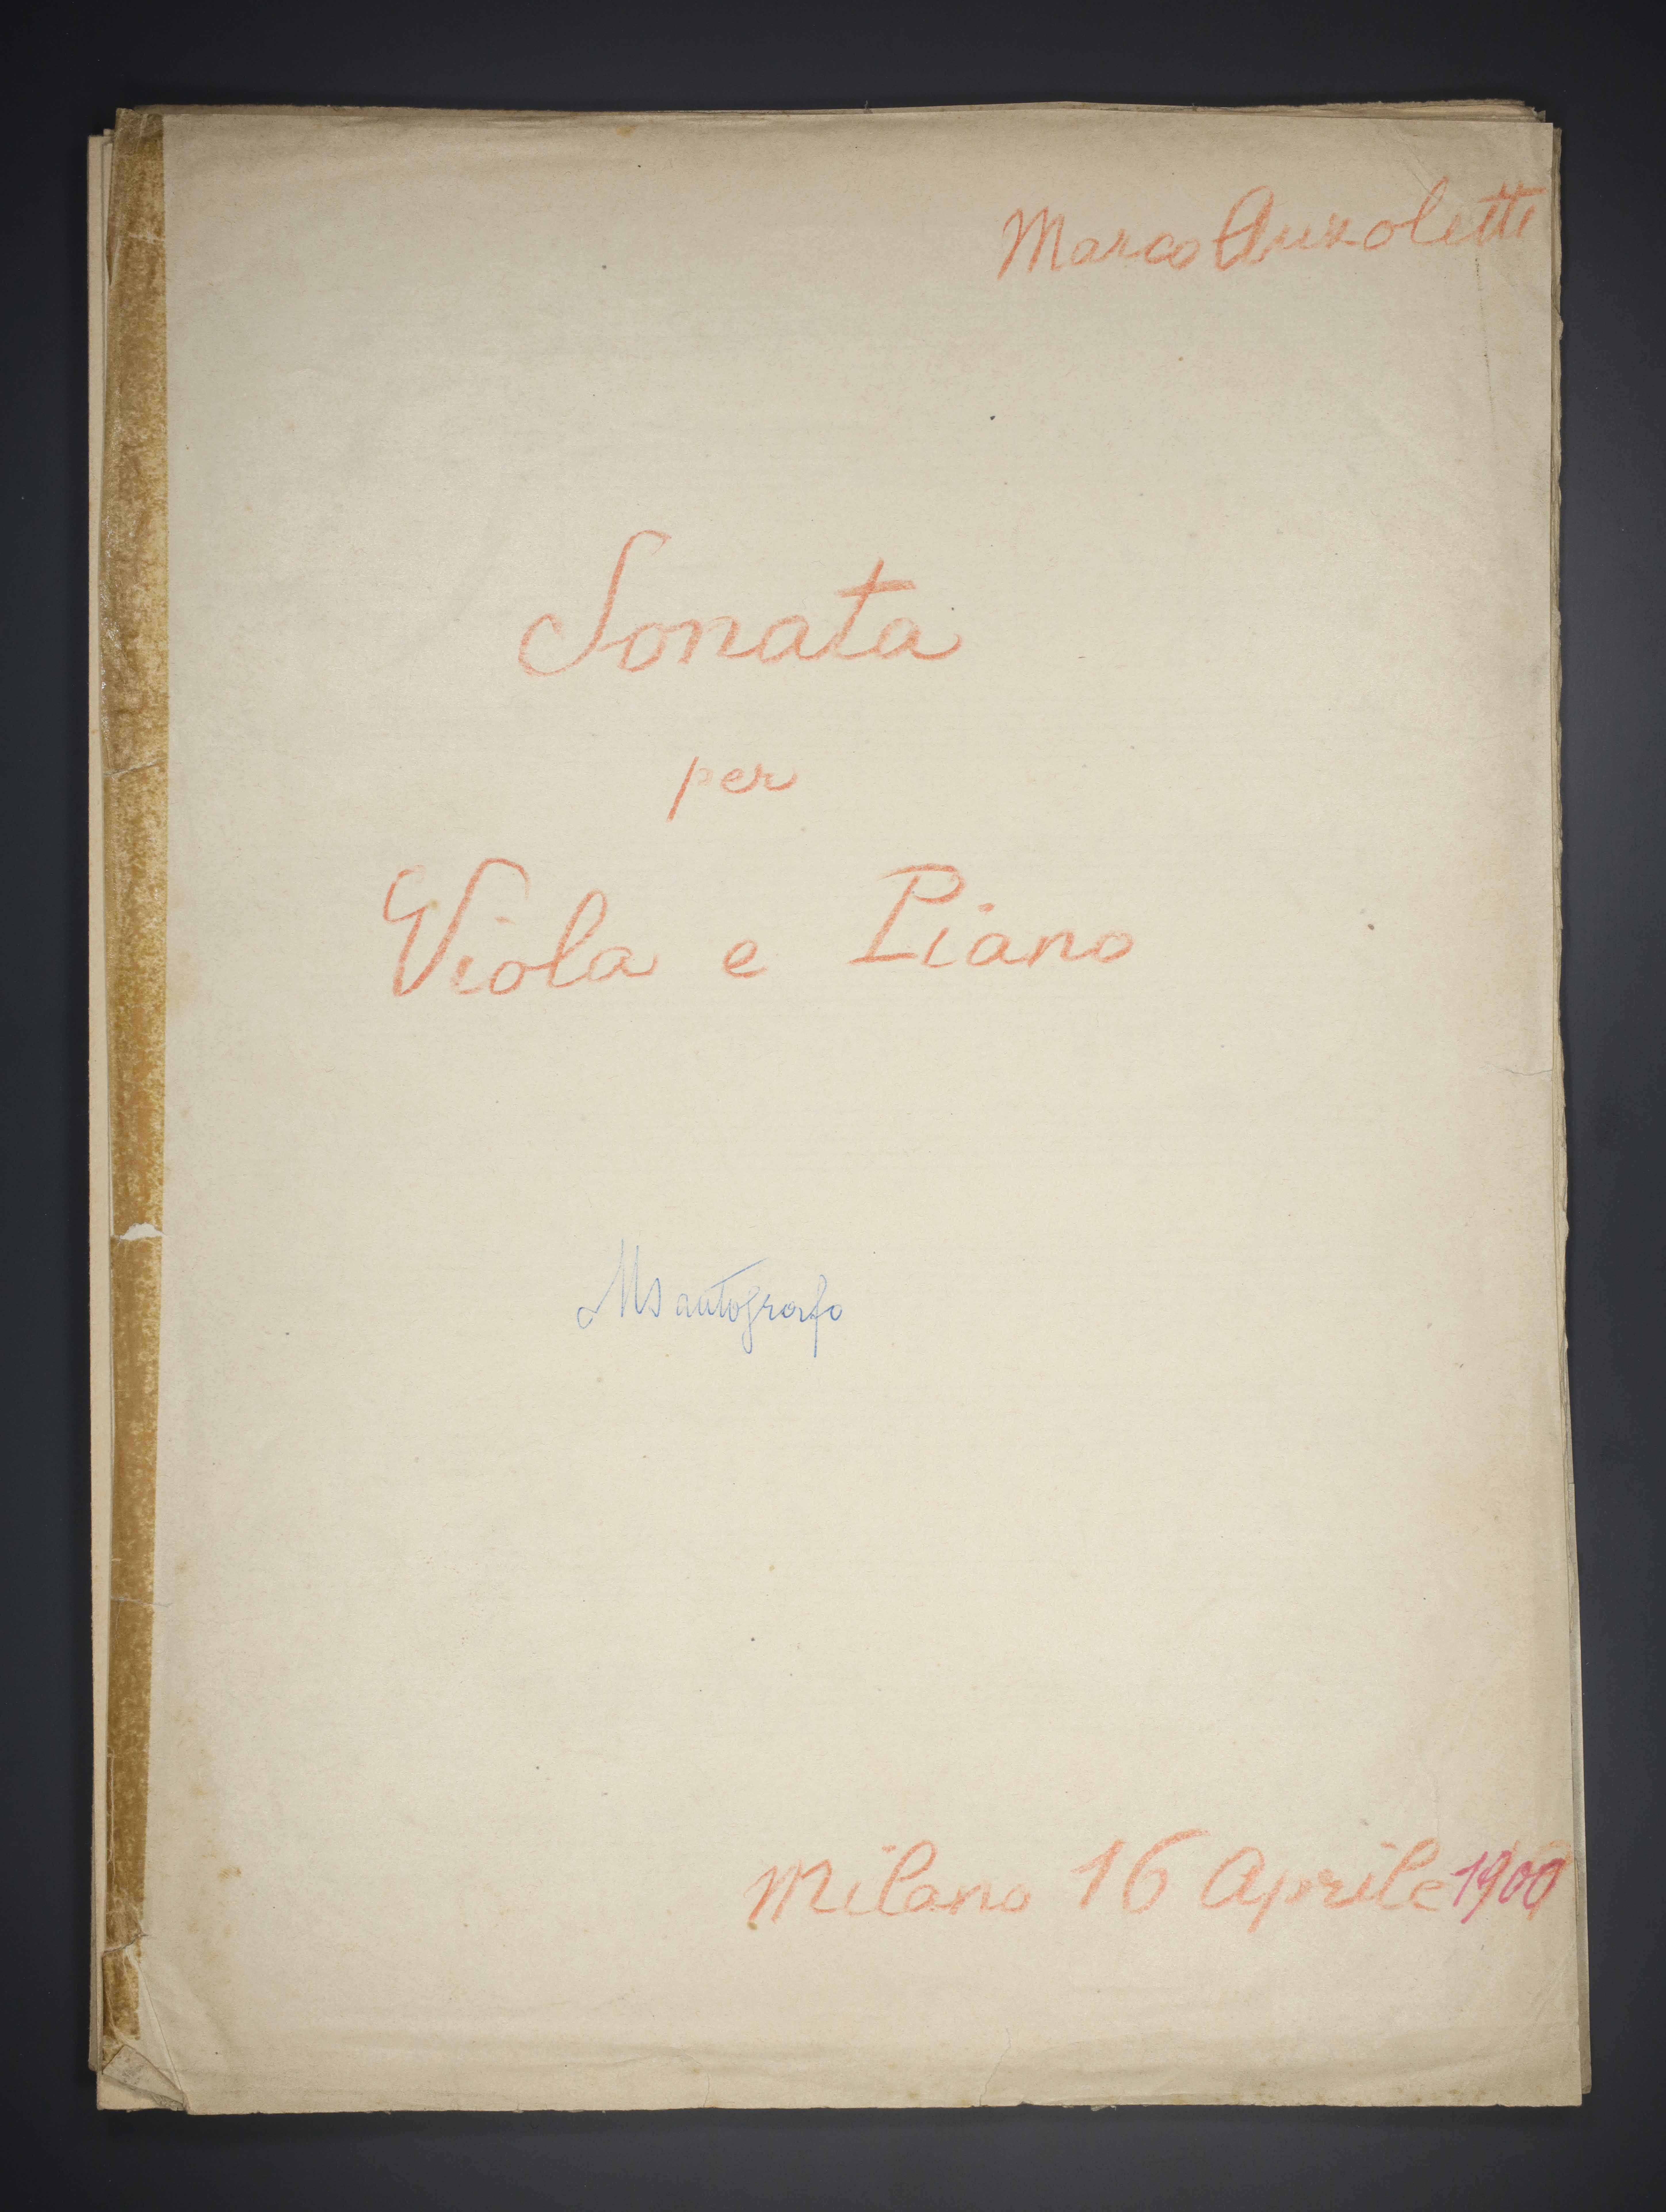 Marco Anzoletti
Sonata
per
Viola e Piano
Ms autografo
Milano 16 Aprile 1900